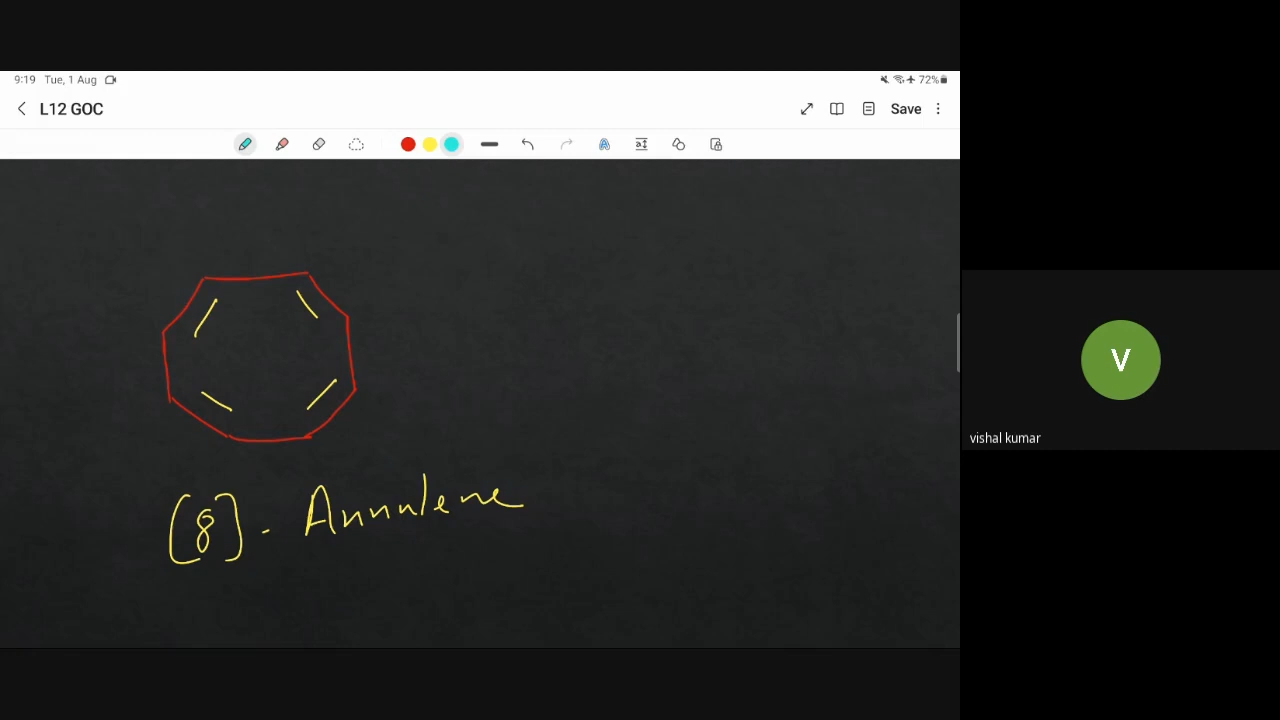 9:19 Tue, 1 Aug 72%
L12 GOC Save
V
vishal kumar
[8] - Annulene